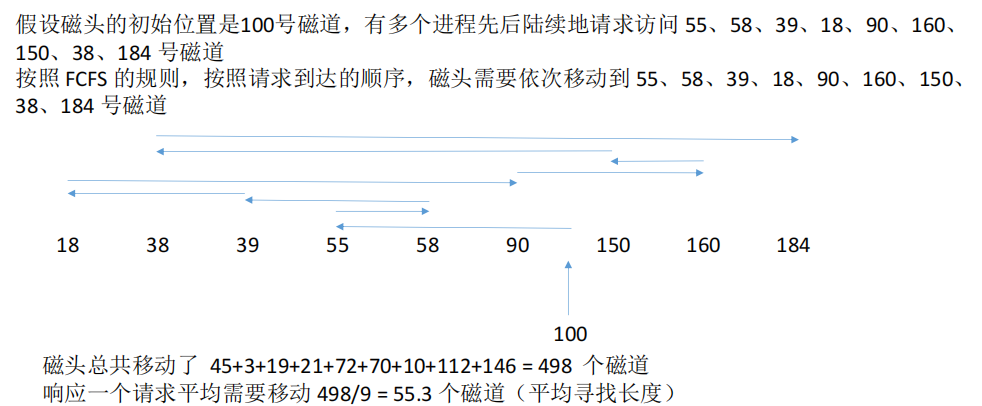 假设磁头的初始位置是100号磁道，有多个进程先后陆续地请求访问 55、58、39、18、90、160、
150、38、184 号磁道
按照 FCFS 的规则，按照请求到达的顺序，磁头需要依次移动到 55、58、39、18、90、160、150、
38、184 号磁道
18 38 39 55 58 90 150 160 184
100
磁头总共移动了 45+3+19+21+72+70+10+112+146 = 498 个磁道
响应一个请求平均需要移动 498/9 = 55.3 个磁道（平均寻找长度）